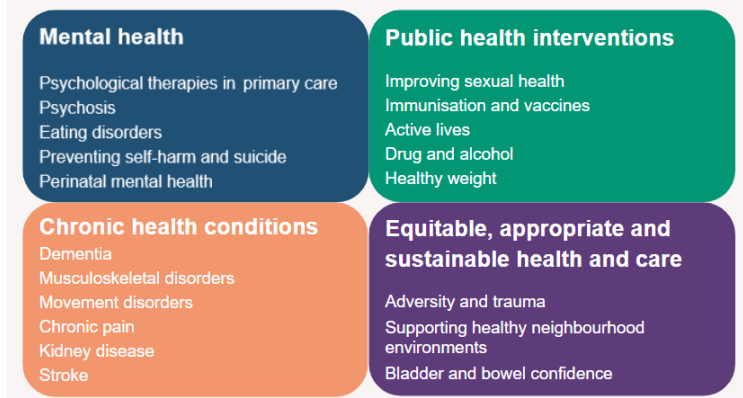 Mental health
Psychological therapies in primary care
Psychosis
Eating disorders
Preventing self-harm and suicide
Perinatal mental health
Public health interventions
Improving sexual health
Immunisation and vaccines
Active lives
Drug and alcohol
Healthy weight
Chronic health conditions
Dementia
Musculoskeletal disorders
Movement disorders
Chronic pain
Kidney disease
Stroke
Equitable, appropriate and
sustainable health and care
Adversity and trauma
Supporting healthy neighbourhood
environments
Bladder and bowel confidence